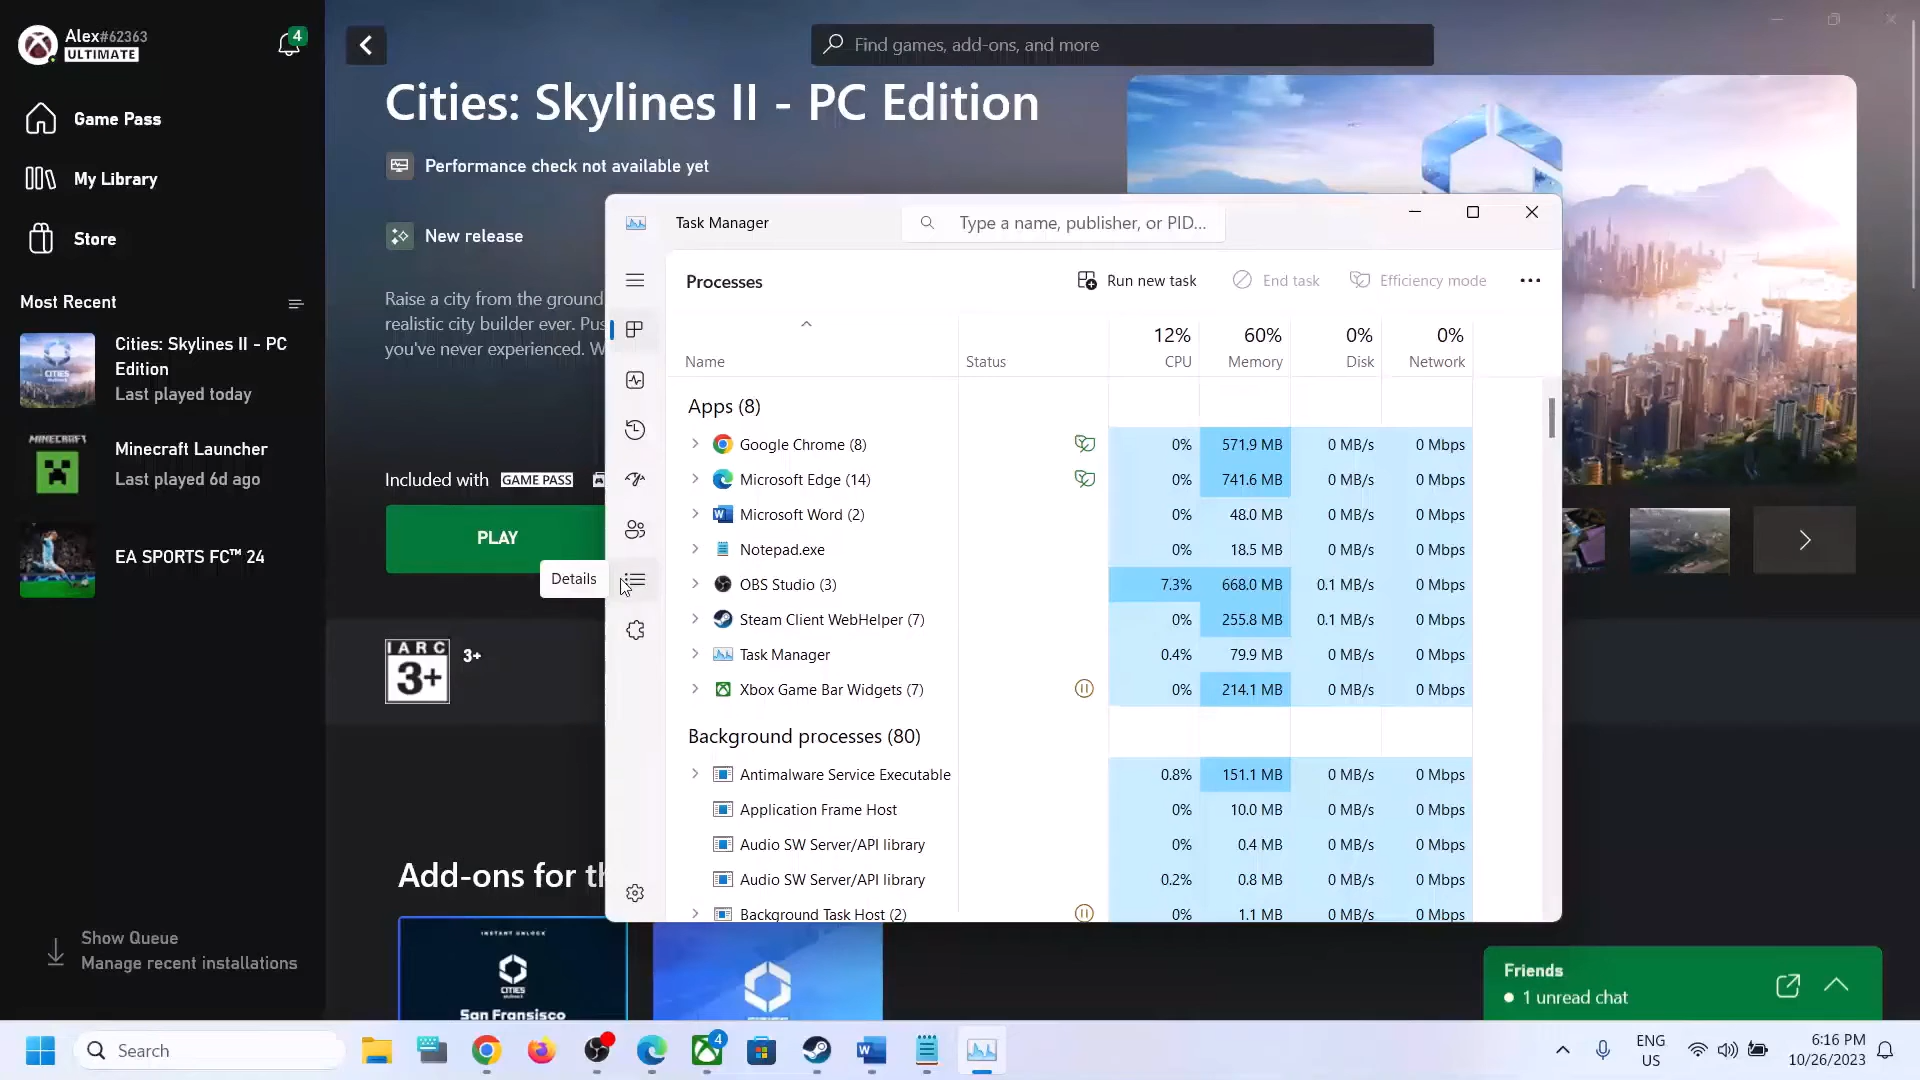 Alex#62363
ULTIMATE
4
Game Pass
My Library
Store
Most Recent
Cities: Skylines II - PC
Edition
Last played today
Minecraft Launcher
Last played 6d ago
EA SPORTS FC™ 24
Show Queue
Manage recent installations
Find games, add-ons, and more
Cities: Skylines II - PC Edition
Performance check not available yet
New release
Raise a city from the ground
realistic city builder ever. Pus
you've never experienced. W
Included with GAME PASS
PLAY
Details
IARC
3+
3+
Add-ons for th
INSTANT UNLOCK
CITIES
San Fransisco
Task Manager
Type a name, publisher, or PID...
Processes
Run new task
End task
Efficiency mode
Name
Status
12%
CPU
60%
Memory
0%
Disk
0%
Network
Apps (8)
Google Chrome (8) 0% 571.9 MB 0 MB/s 0 Mbps
Microsoft Edge (14) 0% 741.6 MB 0 MB/s 0 Mbps
Microsoft Word (2) 0% 48.0 MB 0 MB/s 0 Mbps
Notepad.exe 0% 18.5 MB 0 MB/s 0 Mbps
OBS Studio (3) 7.3% 668.0 MB 0.1 MB/s 0 Mbps
Steam Client WebHelper (7) 0% 255.8 MB 0.1 MB/s 0 Mbps
Task Manager 0.4% 79.9 MB 0 MB/s 0 Mbps
Xbox Game Bar Widgets (7) 0% 214.1 MB 0 MB/s 0 Mbps
Background processes (80)
Antimalware Service Executable 0.8% 151.1 MB 0 MB/s 0 Mbps
Application Frame Host 0% 10.0 MB 0 MB/s 0 Mbps
Audio SW Server/API library 0% 0.4 MB 0 MB/s 0 Mbps
Audio SW Server/API library 0.2% 0.8 MB 0 MB/s 0 Mbps
Background Task Host (2) 0% 1.1 MB 0 MB/s 0 Mbps
Friends
1 unread chat
Search
4
ENG
US
6:16 PM
10/26/2023